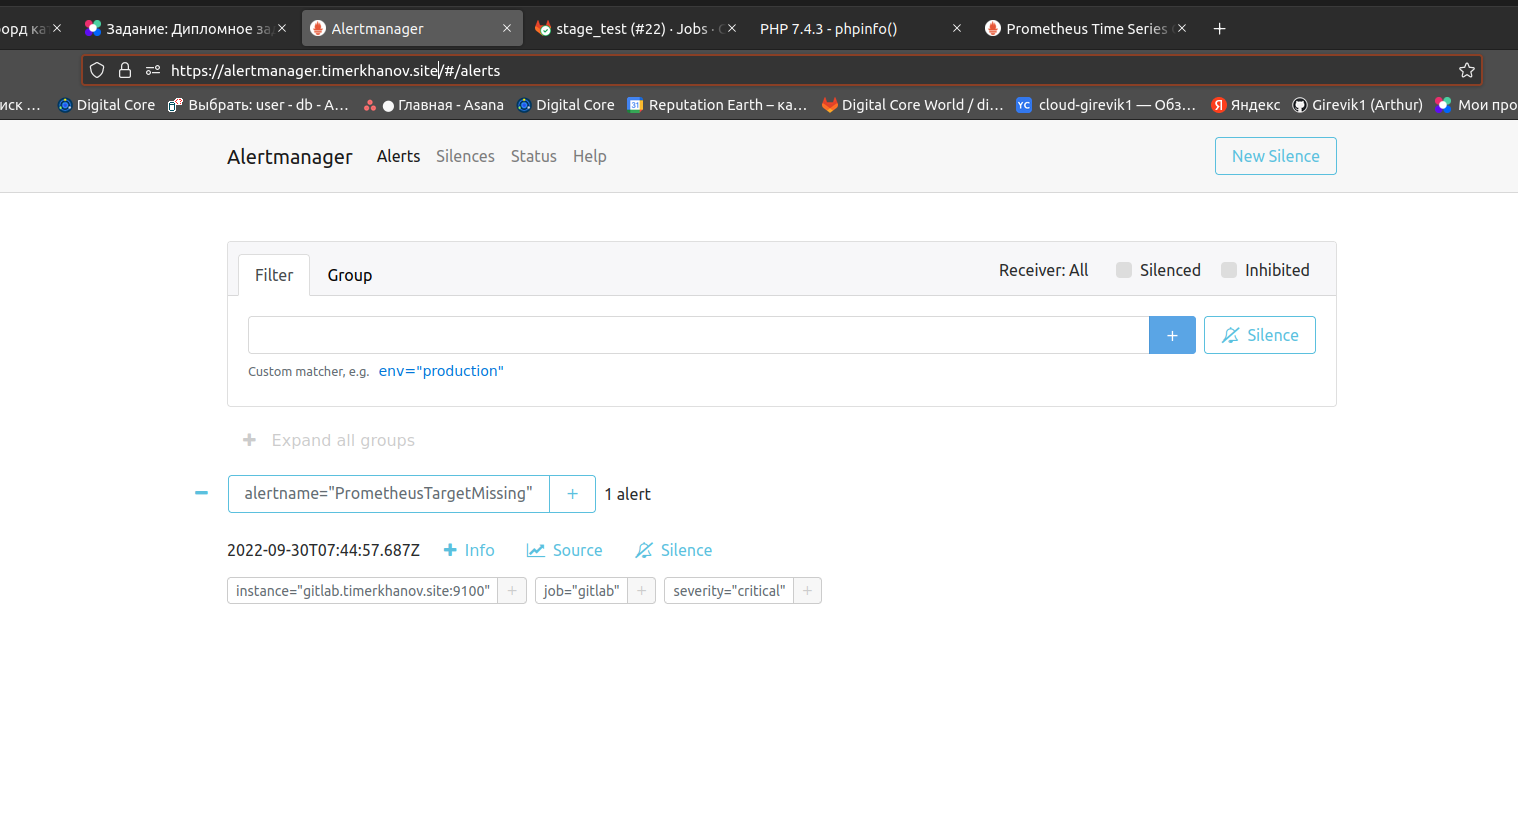 орд ка
Задание: Дипломное за
Alertmanager
stage_test (#22) · Jobs ·
PHP 7.4.3 - phpinfo()
Prometheus Time Series
https://alertmanager.timerkhanov.site/#/alerts
иск …
Digital Core
Выбрать: user - db - A…
Главная - Asana
Digital Core
31
Reputation Earth – ка…
Digital Core World / di…
YC
cloud-girevik1 — Обз…
Я
Яндекс
Girevik1 (Arthur)
Мои про
Alertmanager Alerts Silences Status Help New Silence
Filter Group Receiver: All Silenced Inhibited
+ Silence
Custom matcher, e.g. env="production"
+ Expand all groups
− alertname="PrometheusTargetMissing" + 1 alert
2022-09-30T07:44:57.687Z + Info Source Silence
instance="gitlab.timerkhanov.site:9100" + job="gitlab" + severity="critical" +